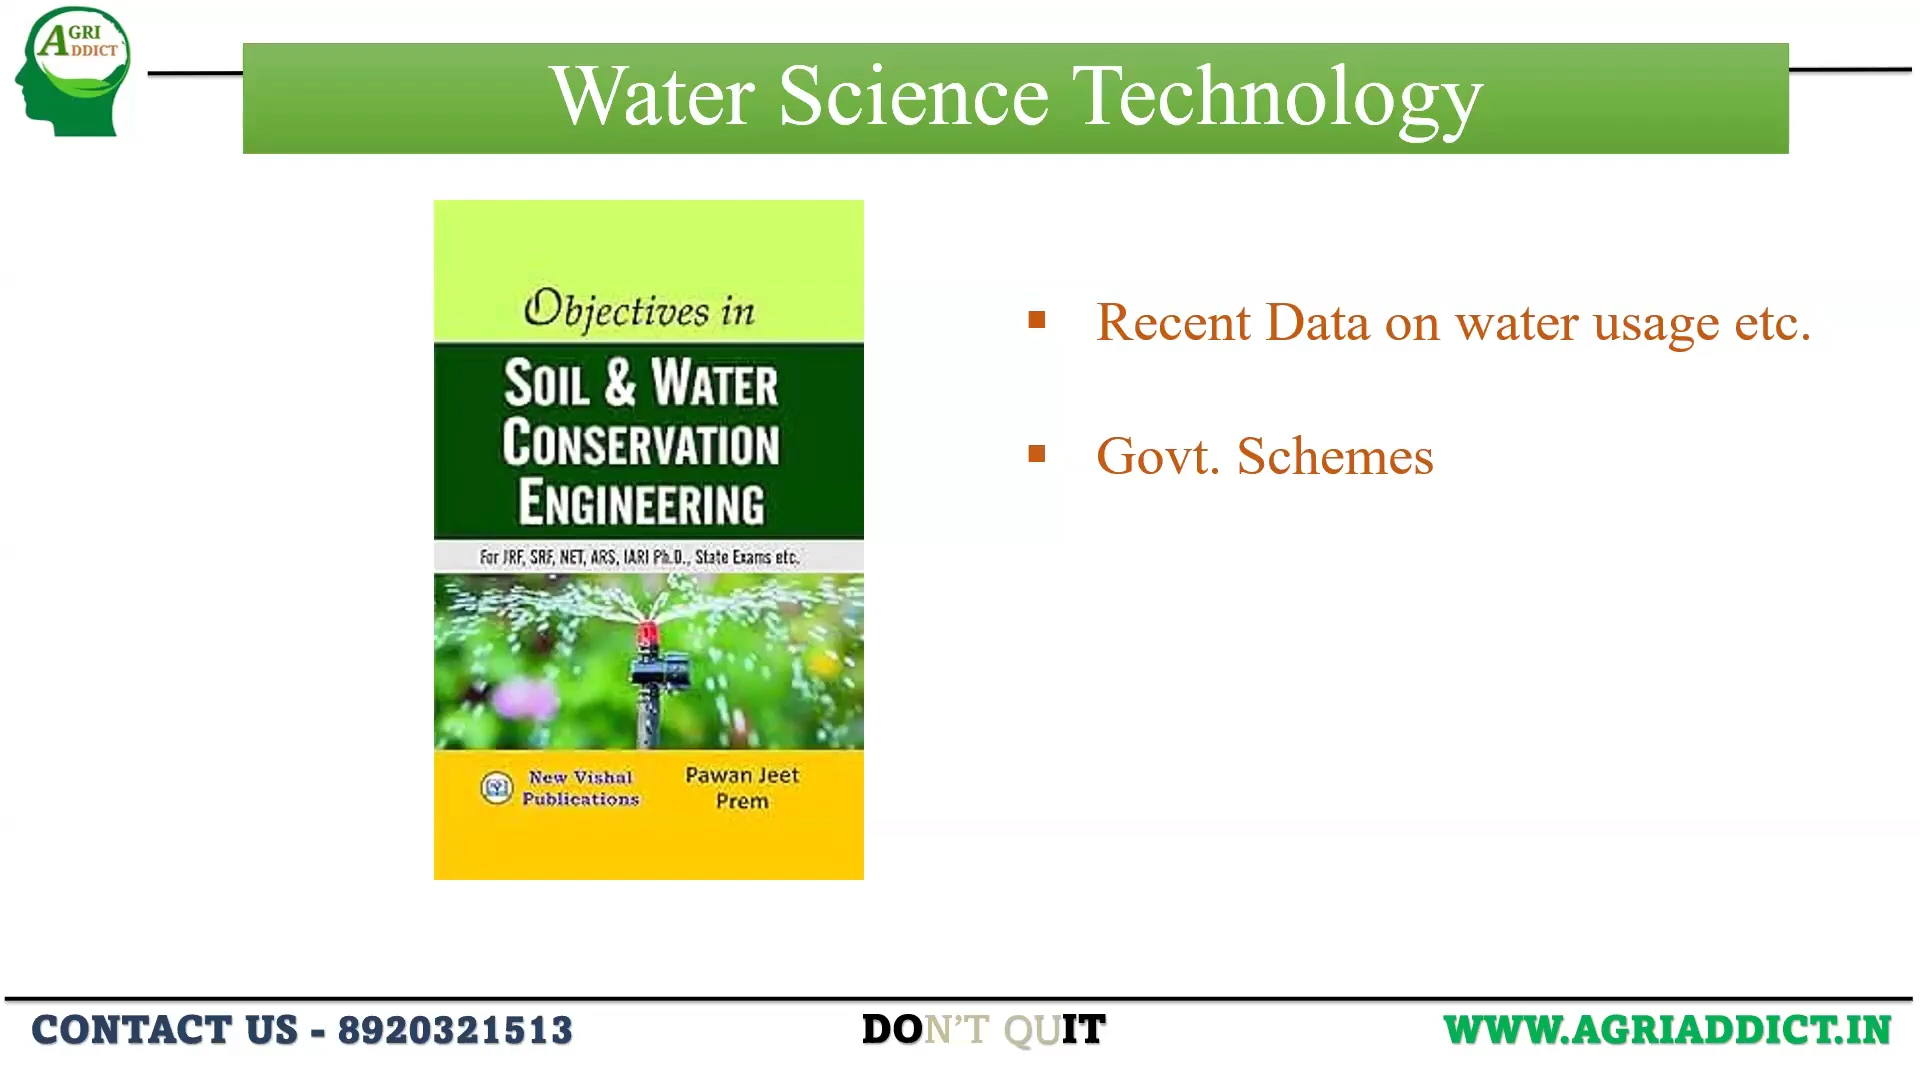 AGRI
ADDICT
Water Science Technology
Objectives in
SOIL & WATER
CONSERVATION
ENGINEERING
For JRF, SRF, NET, ARS, IARI Ph.D., State Exams etc.
New Vishal
Publications
Pawan Jeet
Prem
▪ Recent Data on water usage etc.
▪ Govt. Schemes
CONTACT US - 8920321513
DON'T QUIT
WWW.AGRIADDICT.IN